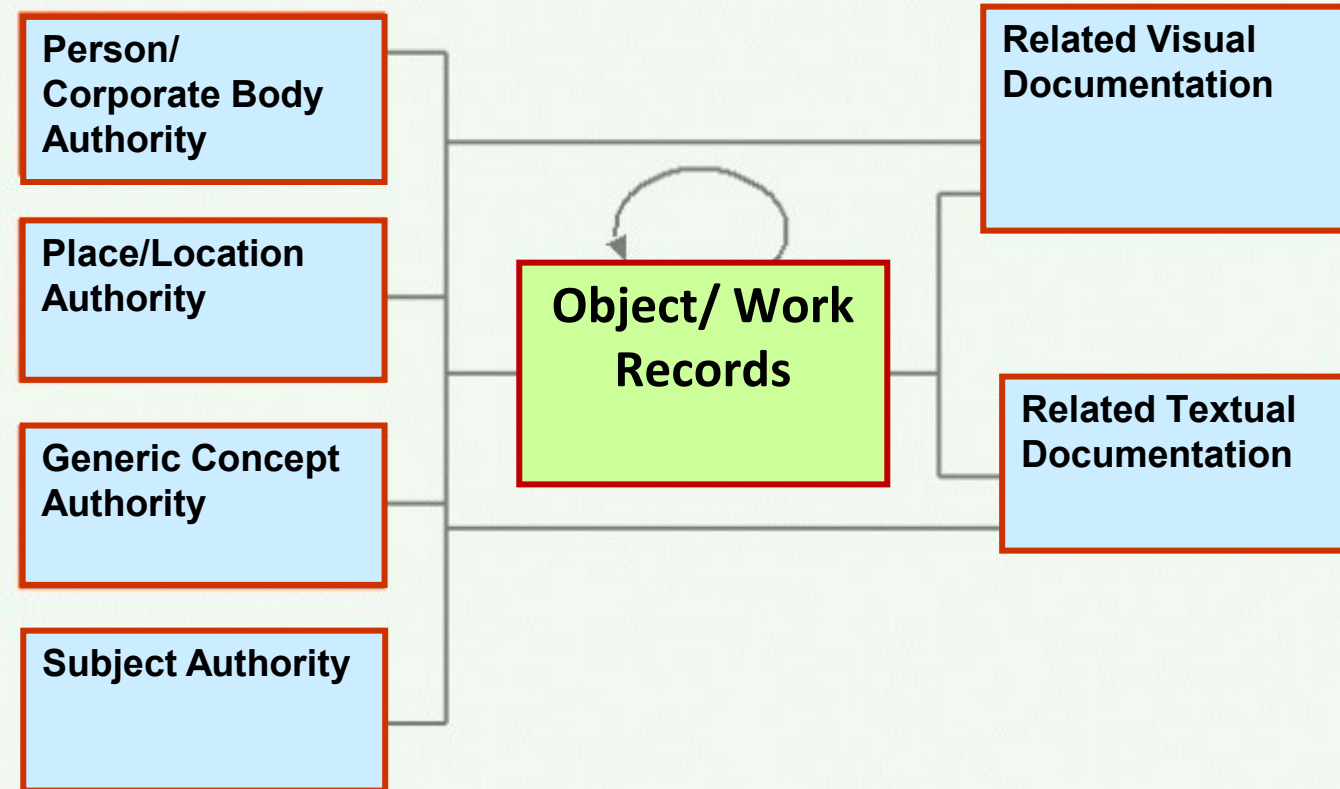 Person/
Corporate Body
Authority
Place/Location
Authority
Generic Concept
Authority
Subject Authority
Object/ Work
Records
Related Visual
Documentation
Related Textual
Documentation